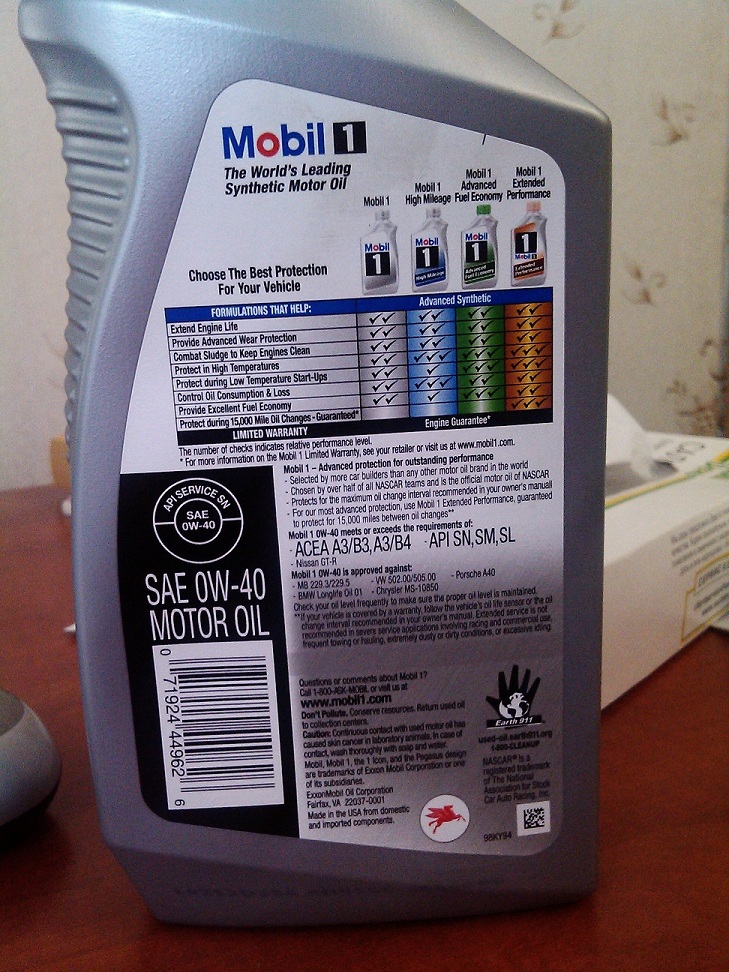 Mobil 1
The World's Leading
Synthetic Motor Oil
Mobil 1
Mobil 1
High Mileage
Mobil 1
Advanced
Fuel Economy
Mobil 1
Extended
Performance
Mobil
1
Mobil
1
High Mileage
1
Advanced
Fuel Economy
1
Mobil 1
Extended
Performance
Choose The Best Protection
For Your Vehicle
FORMULATIONS THAT HELP:
Advanced Synthetic
Extend Engine Life
Provide Advanced Wear Protection
Combat Sludge to Keep Engines Clean
Protect in High Temperatures
Protect during Low Temperature Start-Ups
Control Oil Consumption & Loss
Provide Excellent Fuel Economy
Protect during 15,000 Mile Oil Changes - Guaranteed*
LIMITED WARRANTY
Engine Guarantee*
The number of checks indicates relative performance level.
* For more information on the Mobil 1 Limited Warranty, see your retailer or visit us at www.mobil1.com.
Mobil 1 – Advanced protection for outstanding performance
- Selected by more car builders than any other motor oil brand in the world
- Chosen by over half of all NASCAR teams and is the official motor oil of NASCAR
- Protects for the maximum oil change interval recommended in your owner's manual
- For our most advanced protection, use Mobil 1 Extended Performance, guaranteed
to protect for 15,000 miles between oil changes**
Mobil 1 0W-40 meets or exceeds the requirements of:
- ACEA A3/B3, A3/B4 - API SN,SM,SL
- Nissan GT-R
Mobil 1 0W-40 is approved against:
- MB 229.3/229.5 - VW 502.00/505.00 - Porsche A40
- BMW Longlife Oil 01 - Chrysler MS-10850
Check your oil level frequently to make sure the proper oil level is maintained.
**If your vehicle is covered by a warranty, follow the vehicle's oil life sensor or the oil
change interval recommended in your owner's manual. Extended service is not
recommended in severe service applications involving racing and commercial use,
frequent towing or hauling, extremely dusty or dirty conditions, or excessive idling.
API SERVICE SN
SAE
0W-40
SAE 0W-40
MOTOR OIL
0 71924 44962 6
Questions or comments about Mobil 1?
Call 1-800-ASK-MOBIL or visit us at
www.mobil1.com
Don't Pollute. Conserve resources. Return used oil
to collection centers.
Caution: Continuous contact with used motor oil has
caused skin cancer in laboratory animals. In case of
contact, wash thoroughly with soap and water.
Mobil, Mobil 1, the 1 Icon, and the Pegasus design
are trademarks of Exxon Mobil Corporation or one
of its subsidiaries.
ExxonMobil Oil Corporation
Fairfax, VA 22037-0001
Made in the USA from domestic
and imported components.
Earth 911
used-oil.earth911.org
1-800-CLEANUP
NASCAR® is a
registered trademark
of The National
Association for Stock
Car Auto Racing, Inc.
98KY94